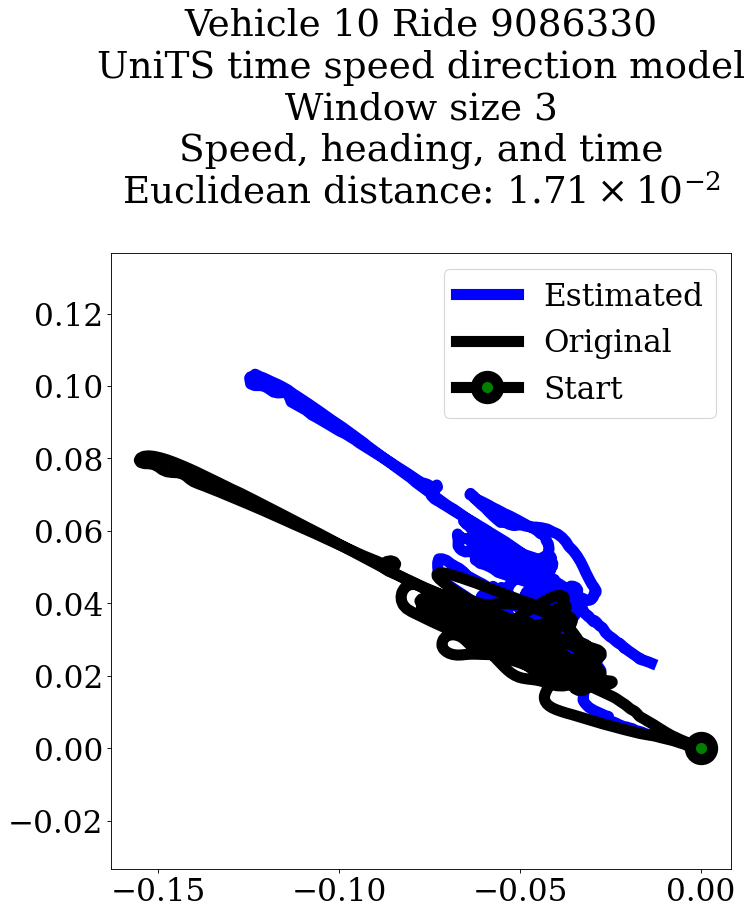 Vehicle 10 Ride 9086330
UniTS time speed direction model
Window size 3
Speed, heading, and time
Euclidean distance: 1.71 × 10⁻²
Estimated
Original
Start
0.12
0.10
0.08
0.06
0.04
0.02
0.00
−0.02
−0.15
−0.10
−0.05
0.00